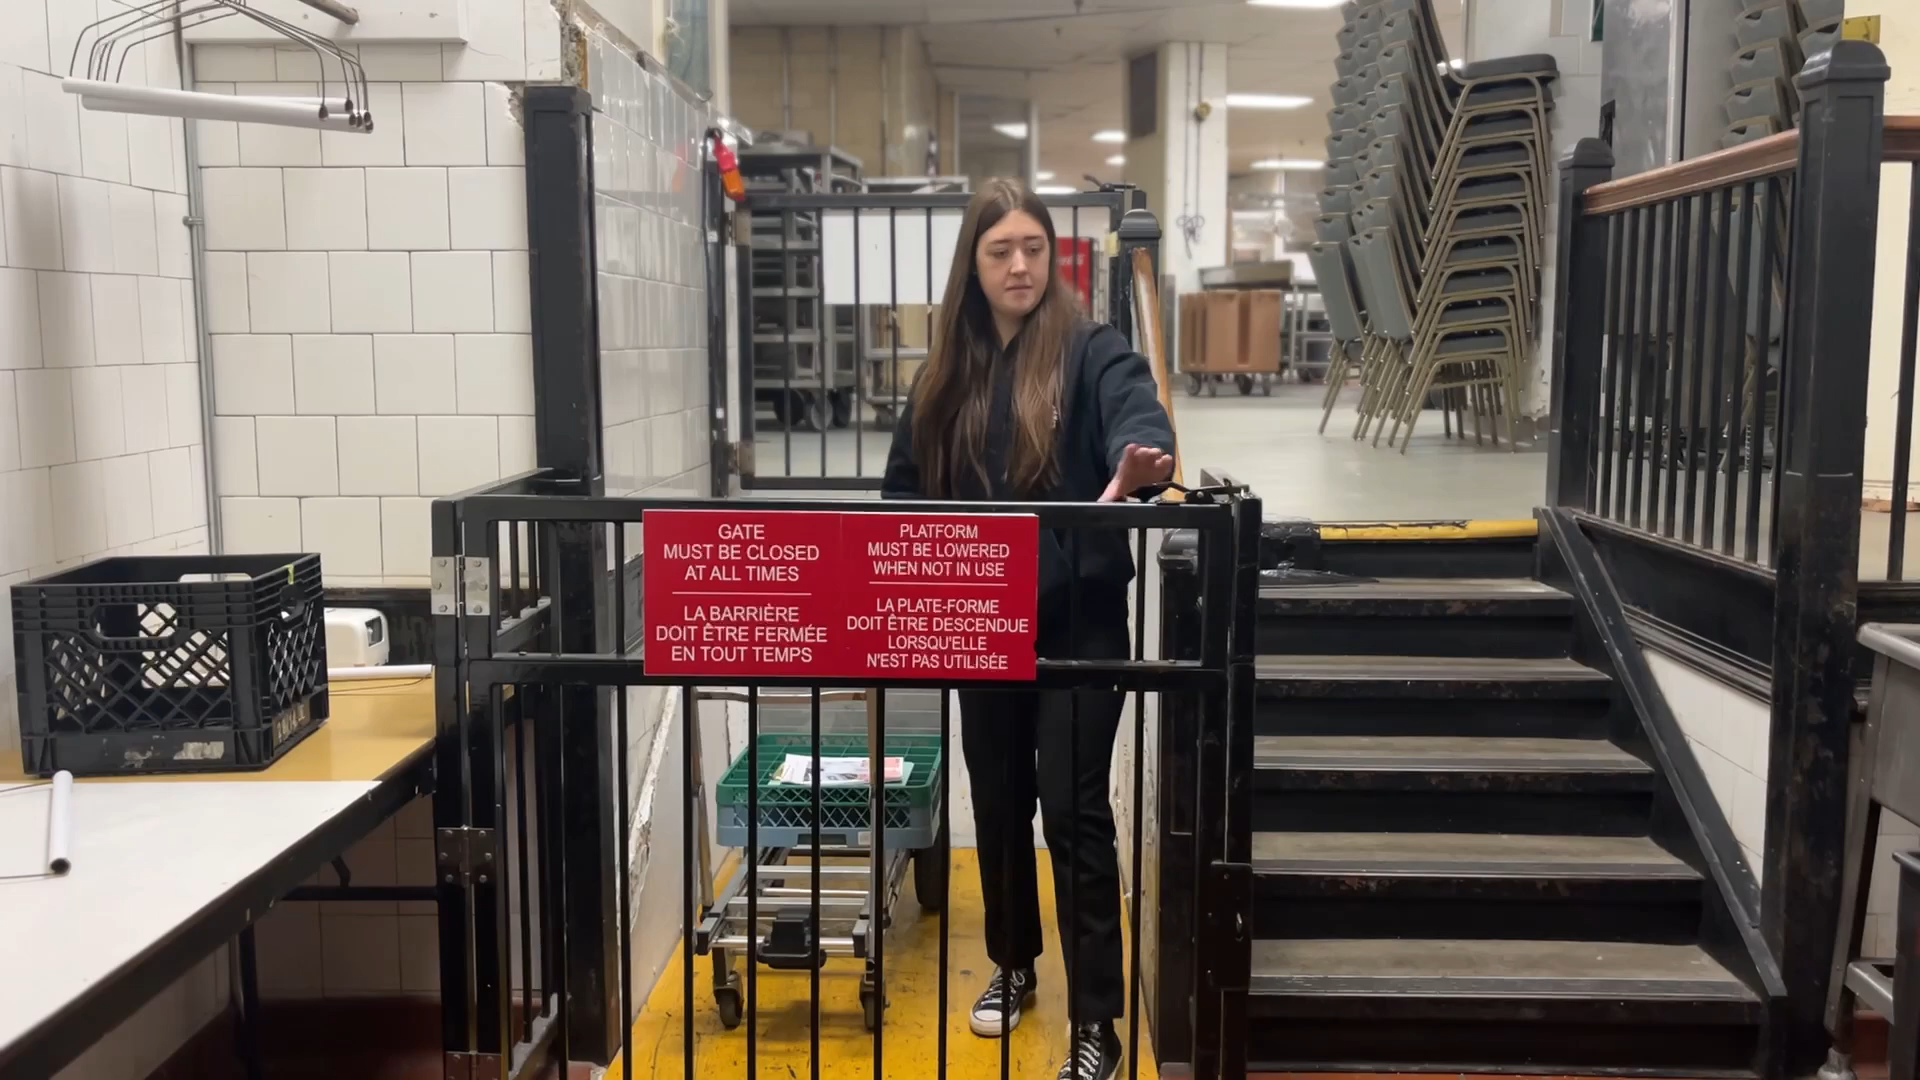 GATE
MUST BE CLOSED
AT ALL TIMES
LA BARRIÈRE
DOIT ÊTRE FERMÉE
EN TOUT TEMPS
PLATFORM
MUST BE LOWERED
WHEN NOT IN USE
LA PLATE-FORME
DOIT ÊTRE DESCENDUE
LORSQU'ELLE
N'EST PAS UTILISÉE